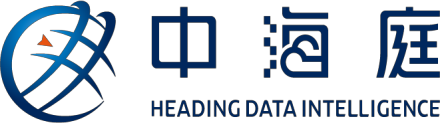 中海庭
HEADING DATA INTELLIGENCE